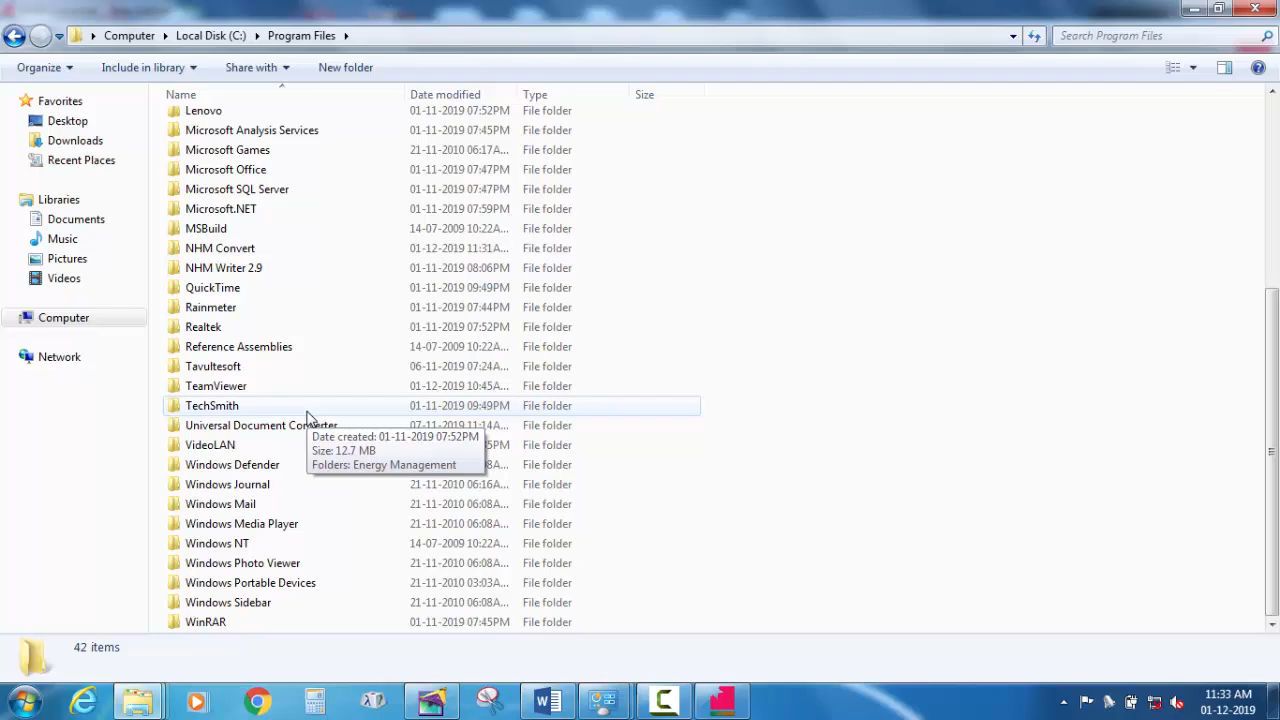 Computer Local Disk (C:) Program Files Search Program Files
Organize Include in library Share with New folder
Name Date modified Type Size
Favorites
Desktop
Downloads
Recent Places
Libraries
Documents
Music
Pictures
Videos
Computer
Network
Lenovo 01-11-2019 07:52PM File folder
Microsoft Analysis Services 01-11-2019 07:45PM File folder
Microsoft Games 21-11-2010 06:17A... File folder
Microsoft Office 01-11-2019 07:47PM File folder
Microsoft SQL Server 01-11-2019 07:47PM File folder
Microsoft.NET 01-11-2019 07:59PM File folder
MSBuild 14-07-2009 10:22A... File folder
NHM Convert 01-12-2019 11:31A... File folder
NHM Writer 2.9 01-11-2019 08:06PM File folder
QuickTime 01-11-2019 09:49PM File folder
Rainmeter 01-11-2019 07:44PM File folder
Realtek 01-11-2019 07:52PM File folder
Reference Assemblies 14-07-2009 10:22A... File folder
Tavultesoft 06-11-2019 07:24A... File folder
TeamViewer 01-12-2019 10:45A... File folder
TechSmith 01-11-2019 09:49PM File folder
Universal Document Converter 07-11-2019 11:14A... File folder
VideoLAN File folder
Windows Defender File folder
Windows Journal 21-11-2010 06:16A... File folder
Windows Mail 21-11-2010 06:08A... File folder
Windows Media Player 21-11-2010 06:08A... File folder
Windows NT 14-07-2009 10:22A... File folder
Windows Photo Viewer 21-11-2010 06:08A... File folder
Windows Portable Devices 21-11-2010 03:03A... File folder
Windows Sidebar 21-11-2010 06:08A... File folder
WinRAR 01-11-2019 07:45PM File folder
Date created: 01-11-2019 07:52PM
Size: 12.7 MB
Folders: Energy Management
42 items
11:33 AM
01-12-2019